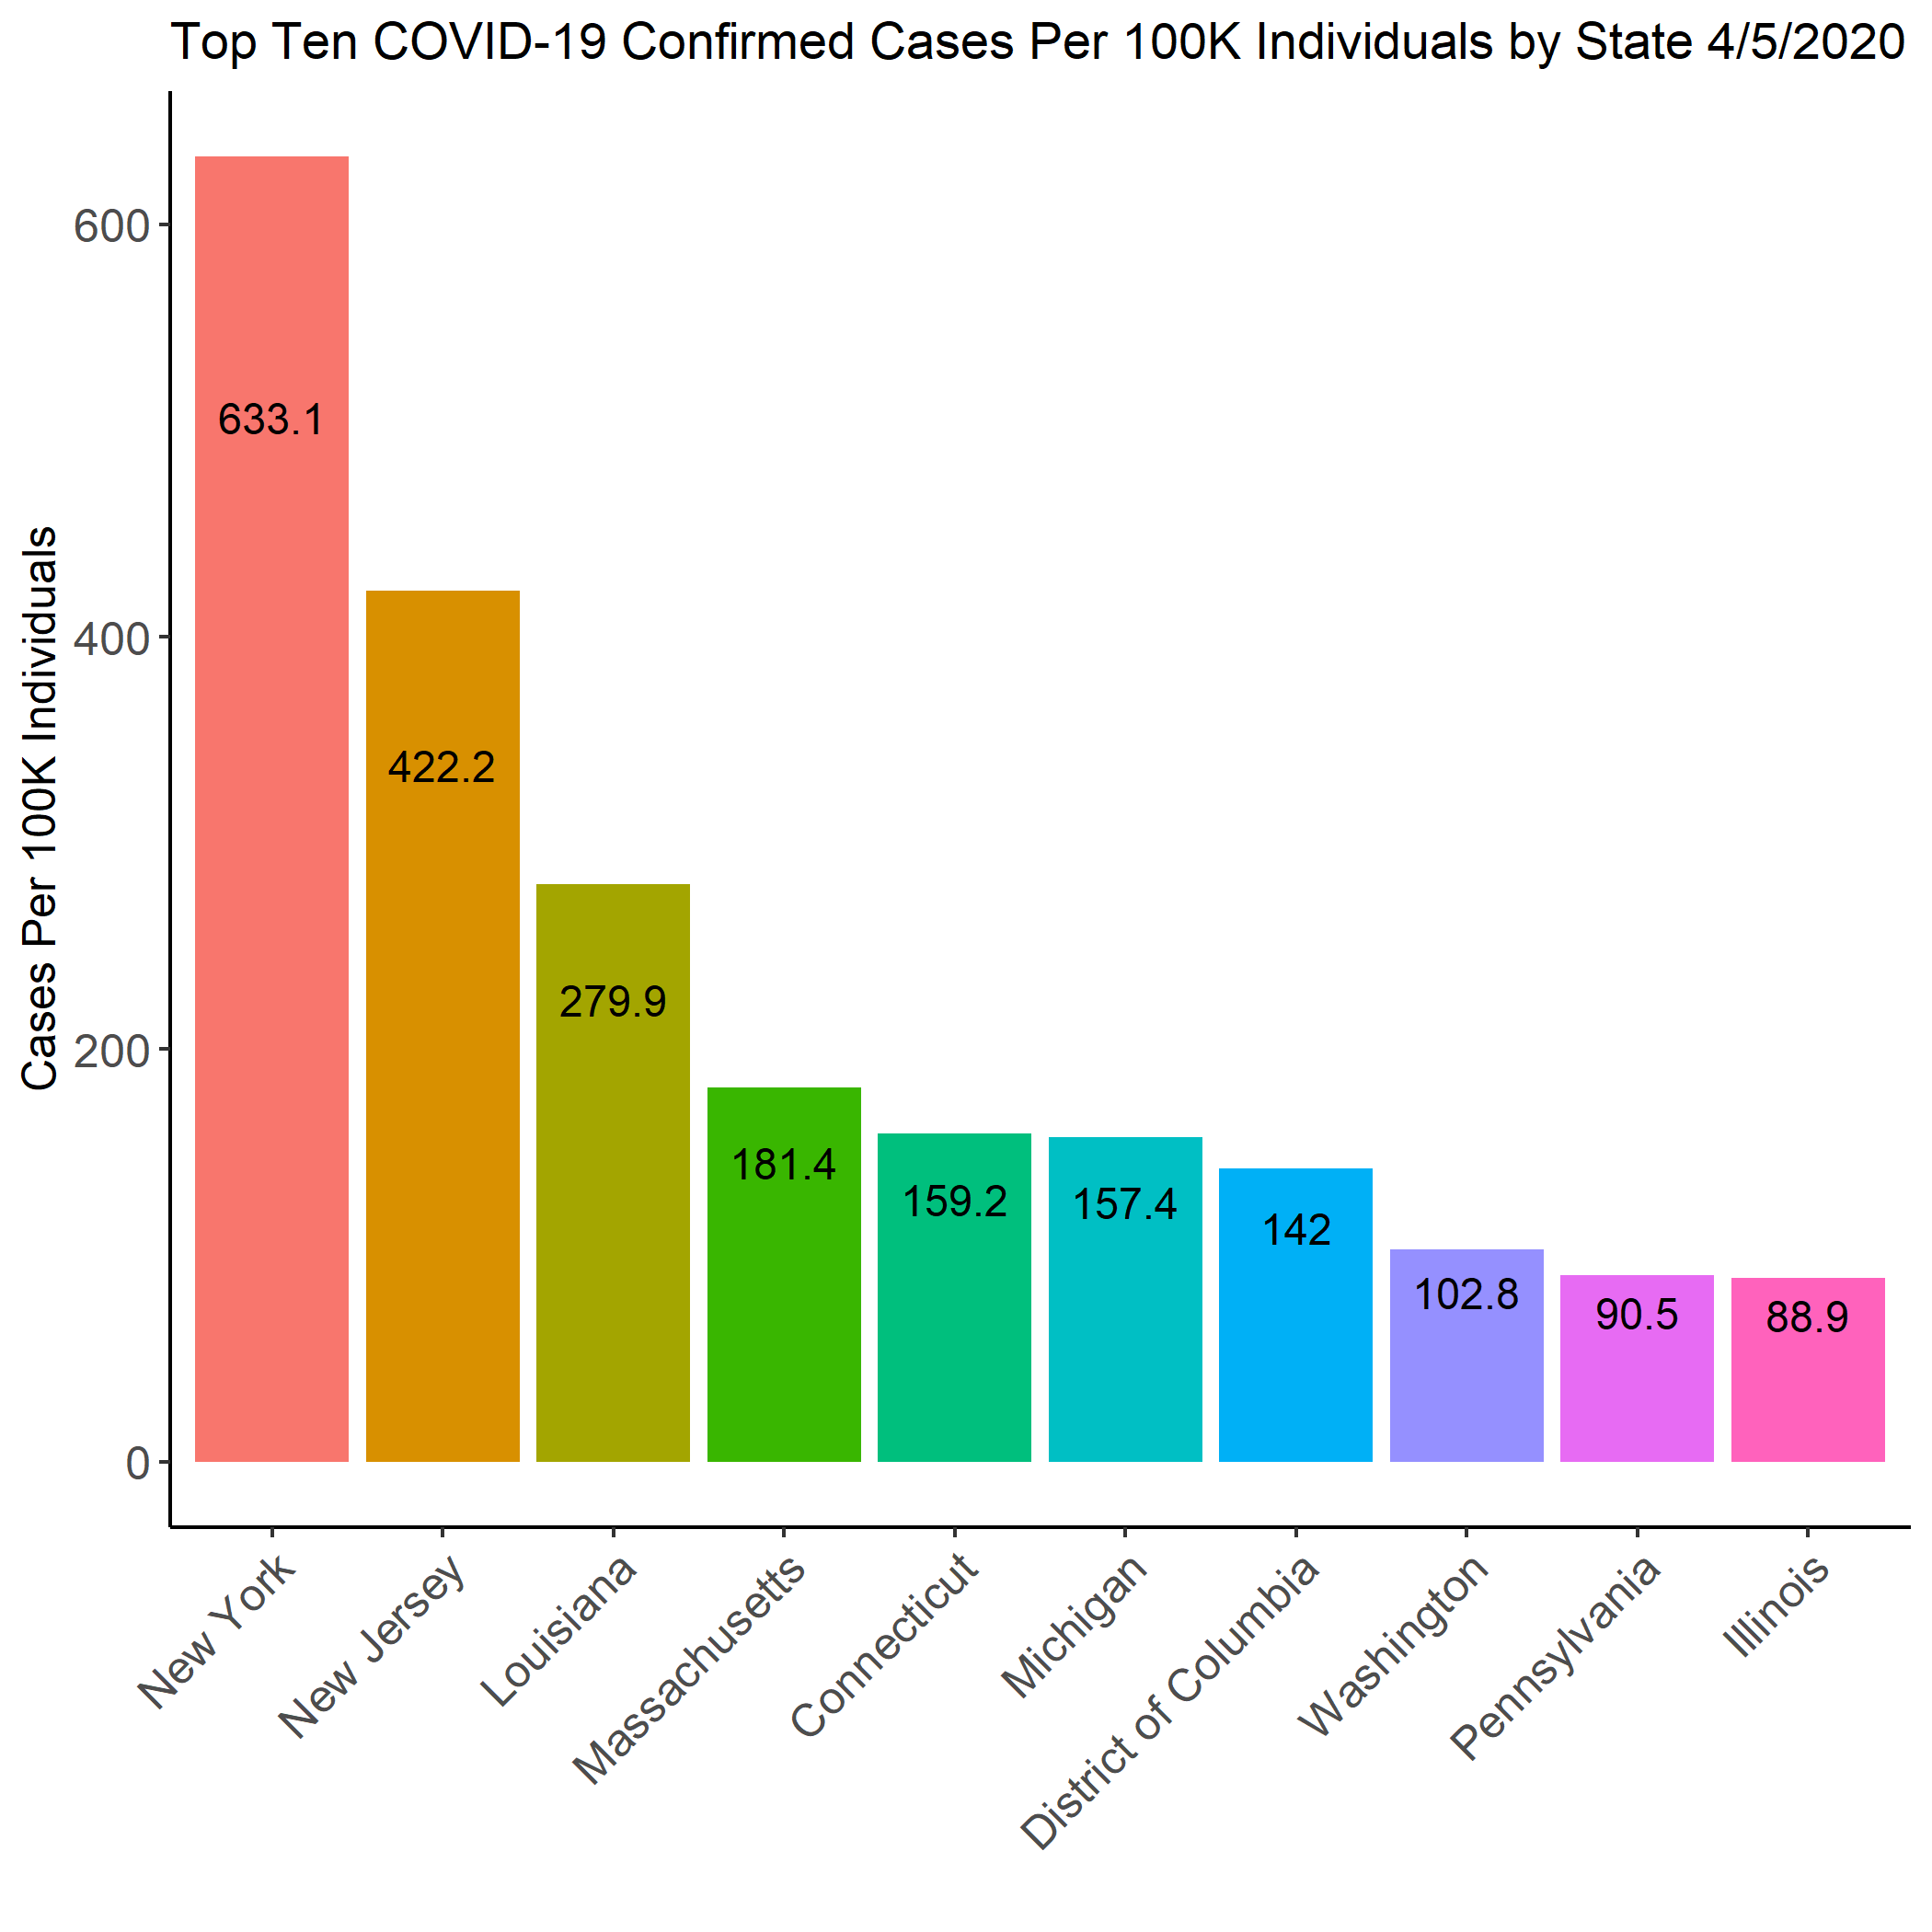 Top Ten COVID-19 Confirmed Cases Per 100K Individuals by State 4/5/2020
Cases Per 100K Individuals
600
400
200
0
633.1
422.2
279.9
181.4
159.2
157.4
142
102.8
90.5
88.9
New York
New Jersey
Louisiana
Massachusetts
Connecticut
Michigan
District of Columbia
Washington
Pennsylvania
Illinois